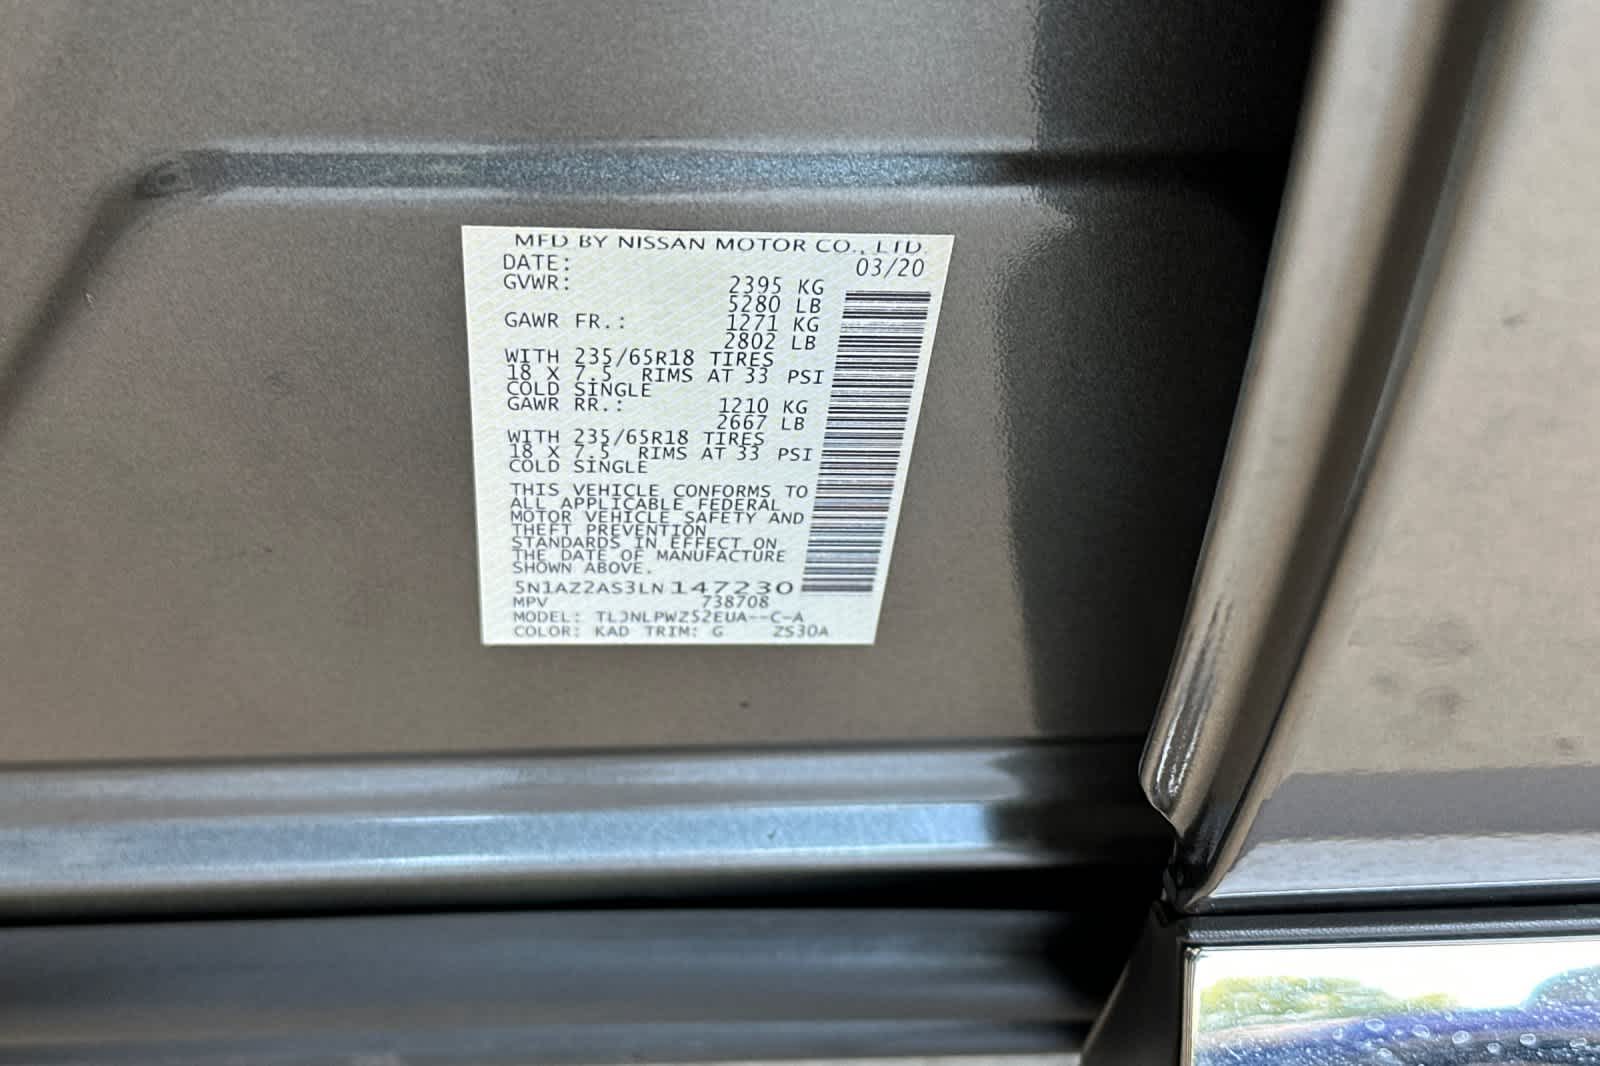 MFD BY NISSAN MOTOR CO., LTD.
DATE: 03/20
GVWR: 2395 KG
5280 LB
GAWR FR.: 1271 KG
2802 LB
WITH 235/65R18 TIRES
18 X 7.5 RIMS AT 33 PSI
COLD SINGLE
GAWR RR.: 1210 KG
2667 LB
WITH 235/65R18 TIRES
18 X 7.5 RIMS AT 33 PSI
COLD SINGLE
THIS VEHICLE CONFORMS TO
ALL APPLICABLE FEDERAL
MOTOR VEHICLE SAFETY AND
THEFT PREVENTION
STANDARDS IN EFFECT ON
THE DATE OF MANUFACTURE
SHOWN ABOVE.
5N1AZ2AS3LN147230
MPV 738708
MODEL: TLJNLPWZ52EUA--C-A
COLOR: KAD TRIM: G Z530A